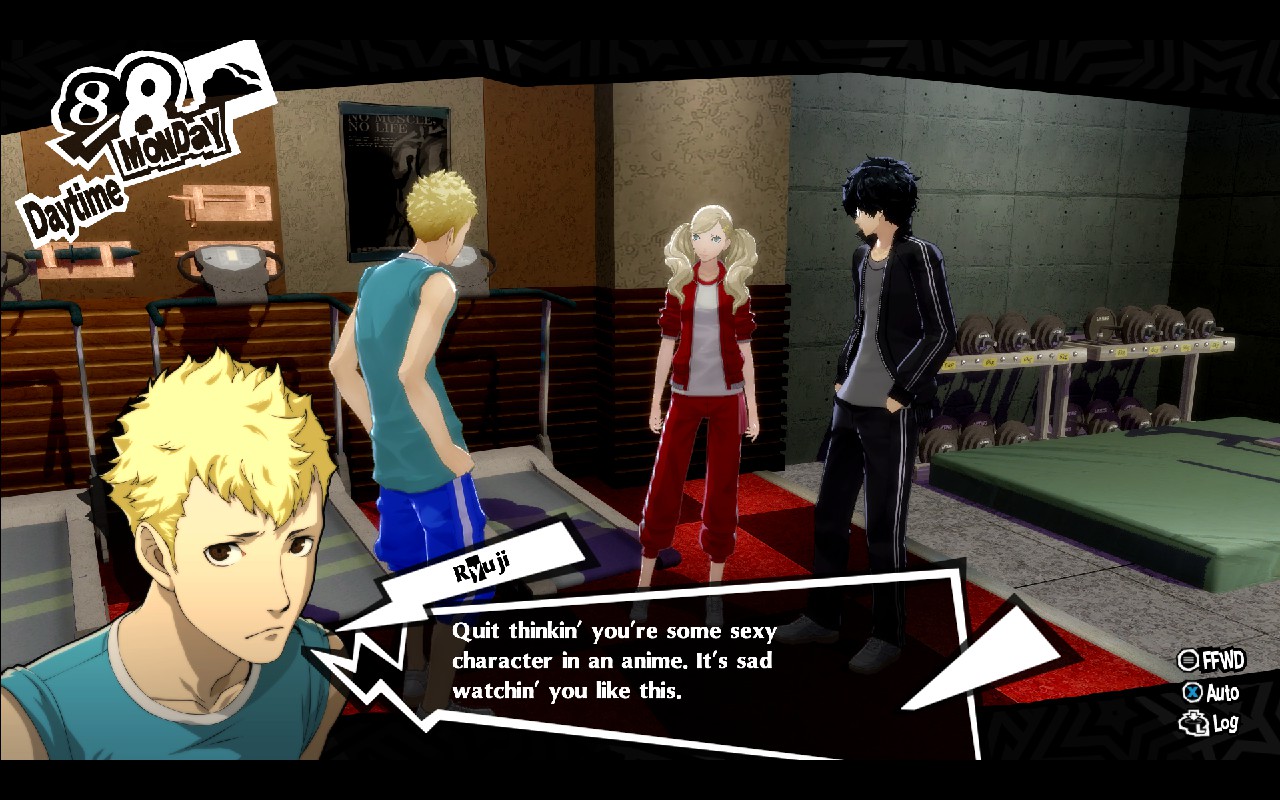 8/8
MONDAY
Daytime
NO MUSCLE,
NO LIFE
Ryuji
Quit thinkin' you're some sexy
character in an anime. It's sad
watchin' you like this.
FFWD
Auto
Log